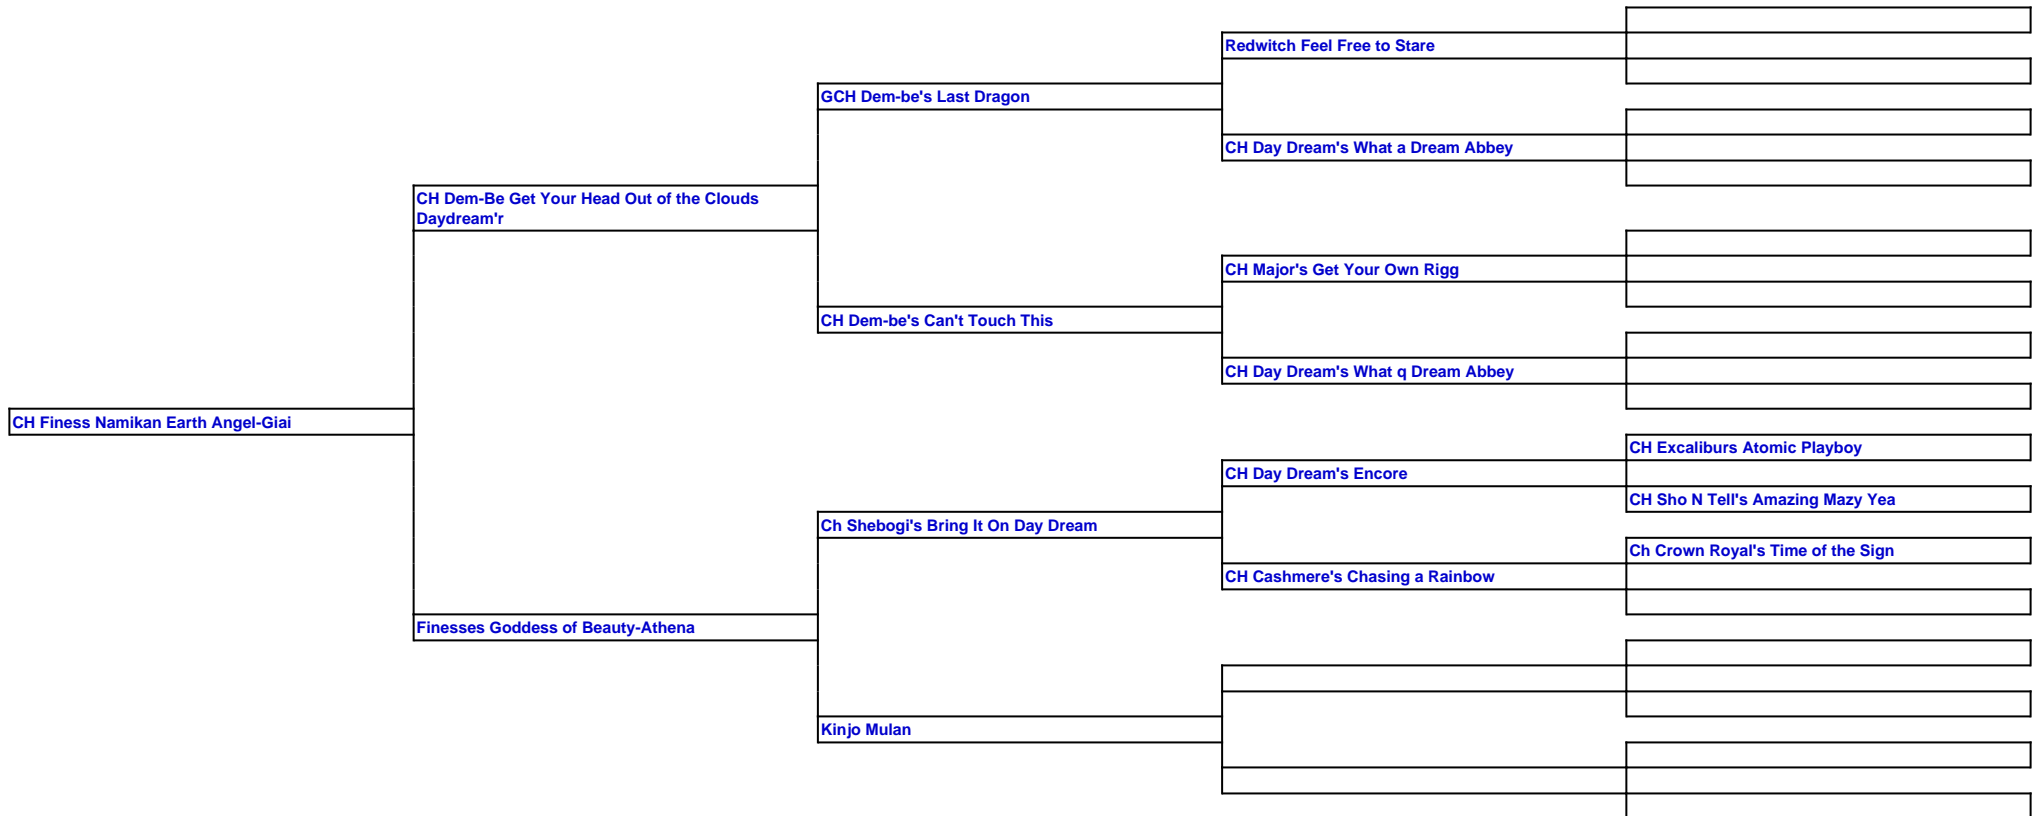 Redwitch Feel Free to Stare
GCH Dem-be's Last Dragon
CH Day Dream's What a Dream Abbey
CH Dem-Be Get Your Head Out of the Clouds
Daydream'r
CH Major's Get Your Own Rigg
CH Dem-be's Can't Touch This
CH Day Dream's What q Dream Abbey
CH Finess Namikan Earth Angel-Giai
CH Excaliburs Atomic Playboy
CH Day Dream's Encore
CH Sho N Tell's Amazing Mazy Yea
Ch Shebogi's Bring It On Day Dream
Ch Crown Royal's Time of the Sign
CH Cashmere's Chasing a Rainbow
Finesses Goddess of Beauty-Athena
Kinjo Mulan